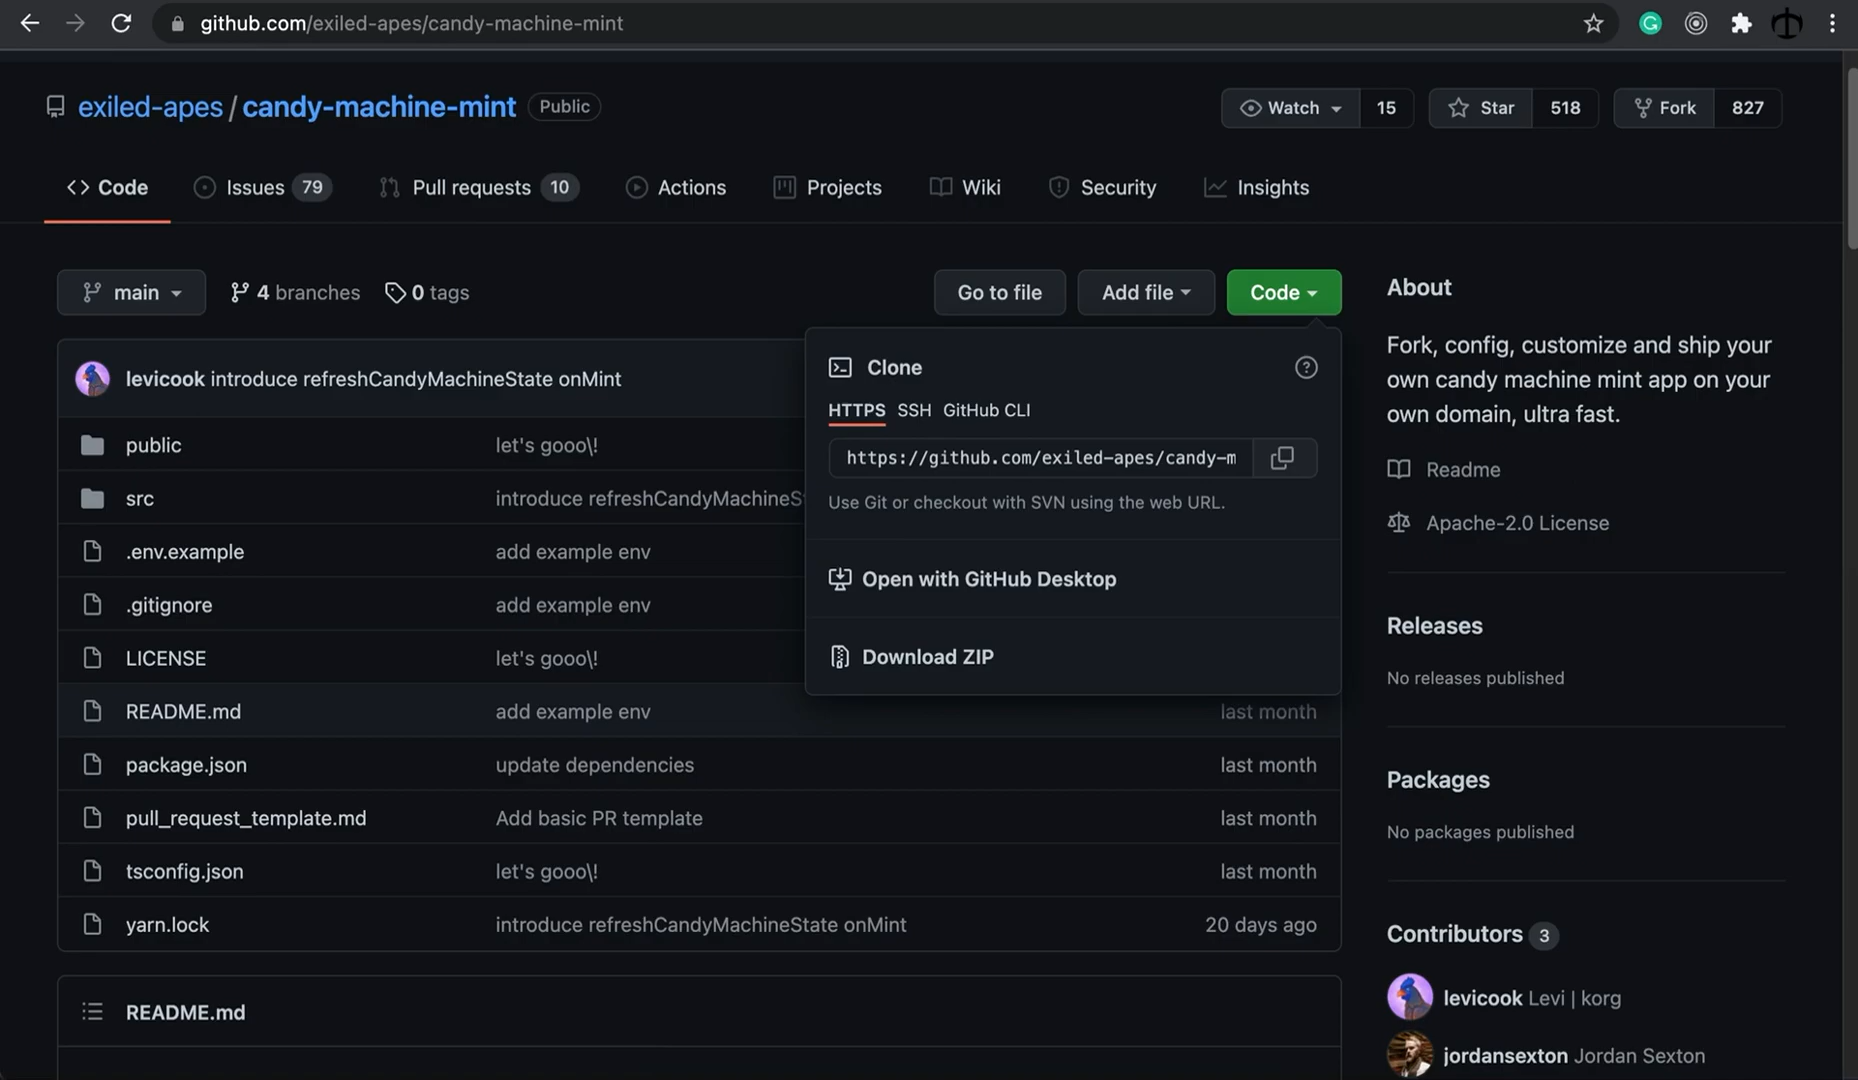 github.com/exiled-apes/candy-machine-mint
exiled-apes / candy-machine-mint Public
Watch 15 Star 518 Fork 827
Code Issues 79 Pull requests 10 Actions Projects Wiki Security Insights
main 4 branches 0 tags Go to file Add file Code
levicook introduce refreshCandyMachineState onMint
public let's gooo\!
src introduce refreshCandyMachineSt
.env.example add example env
.gitignore add example env
LICENSE let's gooo\!
README.md add example env last month
package.json update dependencies last month
pull_request_template.md Add basic PR template last month
tsconfig.json let's gooo\! last month
yarn.lock introduce refreshCandyMachineState onMint 20 days ago
README.md
Clone
HTTPS SSH GitHub CLI
https://github.com/exiled-apes/candy-m
Use Git or checkout with SVN using the web URL.
Open with GitHub Desktop
Download ZIP
About
Fork, config, customize and ship your
own candy machine mint app on your
own domain, ultra fast.
Readme
Apache-2.0 License
Releases
No releases published
Packages
No packages published
Contributors 3
levicook Levi | korg
jordansexton Jordan Sexton